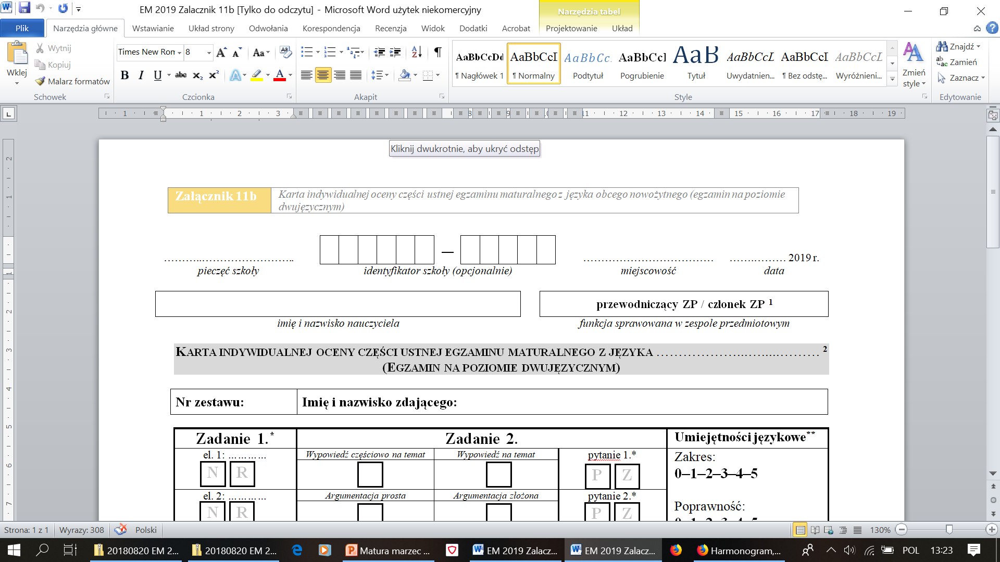 EM 2019 Zalacznik 11b [Tylko do odczytu] - Microsoft Word użytek niekomercyjny
Narzędzia tabel
Plik
Narzędzia główne
Wstawianie
Układ strony
Odwołania
Korespondencja
Recenzja
Widok
Dodatki
Acrobat
Projektowanie
Układ
Wklej
Wytnij
Kopiuj
Malarz formatów
Schowek
Times New Ron
8
Czcionka
Akapit
AaBbCcDd
¶ Nagłówek 1
AaBbCcI
¶ Normalny
AaBbCc.
Podtytuł
AaBbCcI
Pogrubienie
AaB
Tytuł
AaBbCcL
Uwydatnien...
AaBbCcI
¶ Bez odstę...
AaBbCcL
Wyróżnieni...
Zmień
style
Style
Znajdź
Zamień
Zaznacz
Edytowanie
Kliknij dwukrotnie, aby ukryć odstęp
Załącznik 11b
Karta indywidualnej oceny części ustnej egzaminu maturalnego z języka obcego nowożytnego (egzamin na poziomie
dwujęzycznym)
………..…………………….. — …………………………… …….……… 2019 r.
pieczęć szkoły identyfikator szkoły (opcjonalnie) miejscowość data
przewodniczący ZP / członek ZP 1
imię i nazwisko nauczyciela funkcja sprawowana w zespole przedmiotowym
KARTA INDYWIDUALNEJ OCENY CZĘŚCI USTNEJ EGZAMINU MATURALNEGO Z JĘZYKA ……………….…....……… 2
(EGZAMIN NA POZIOMIE DWUJĘZYCZNYM)
Nr zestawu: Imię i nazwisko zdającego:
Zadanie 1.* Zadanie 2. Umiejętności językowe**
el. 1: …………
N R
Wypowiedź częściowo na temat
Wypowiedź na temat
pytanie 1.*
P Z
Zakres:
0–1–2–3–4–5
el. 2: …………
N R
Argumentacja prosta
Argumentacja złożona
pytanie 2.*
P Z
Poprawność:
0–1–2–3–4–5
Strona: 1 z 1
Wyrazy: 308
Polski
130%
20180820 EM 2...
20180820 EM 2...
Matura marzec ...
EM 2019 Zalacz...
EM 2019 Zalacz...
Harmonogram,...
POL
13:23